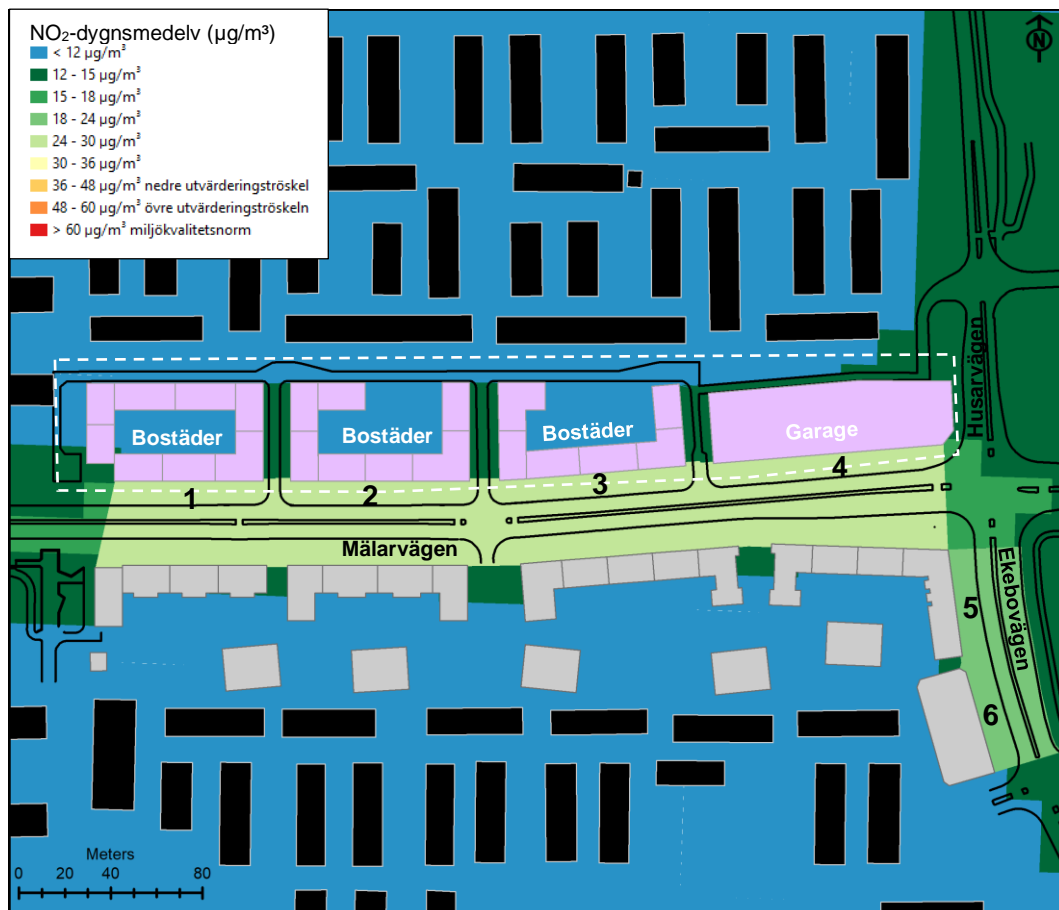 NO₂-dygnsmedelv (µg/m³)
< 12 µg/m³
12 - 15 µg/m³
15 - 18 µg/m³
18 - 24 µg/m³
24 - 30 µg/m³
30 - 36 µg/m³
36 - 48 µg/m³ nedre utvärderingströskel
48 - 60 µg/m³ övre utvärderingströskeln
> 60 µg/m³ miljökvalitetsnorm
N
Husarvägen
Bostäder
Bostäder
Bostäder
Garage
1
2
3
4
Mälarvägen
5
Ekebovägen
6
Meters
0 20 40 80